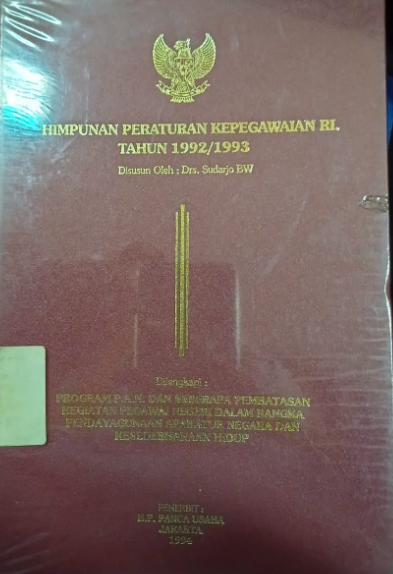 HIMPUNAN PERATURAN KEPEGAWAIAN RI.
TAHUN 1992/1993
Disusun Oleh : Drs. Sudarjo BW
Dilengkapi :
PROGRAM P.A.N. DAN BEBERAPA PEMBATASAN
KEGIATAN PEGAWAI NEGERI DALAM RANGKA
PENDAYAGUNAAN APARATUR NEGARA DAN
KESEDERHANAAN HIDUP
PENERBIT :
B.P. PANCA USAHA
JAKARTA
1994